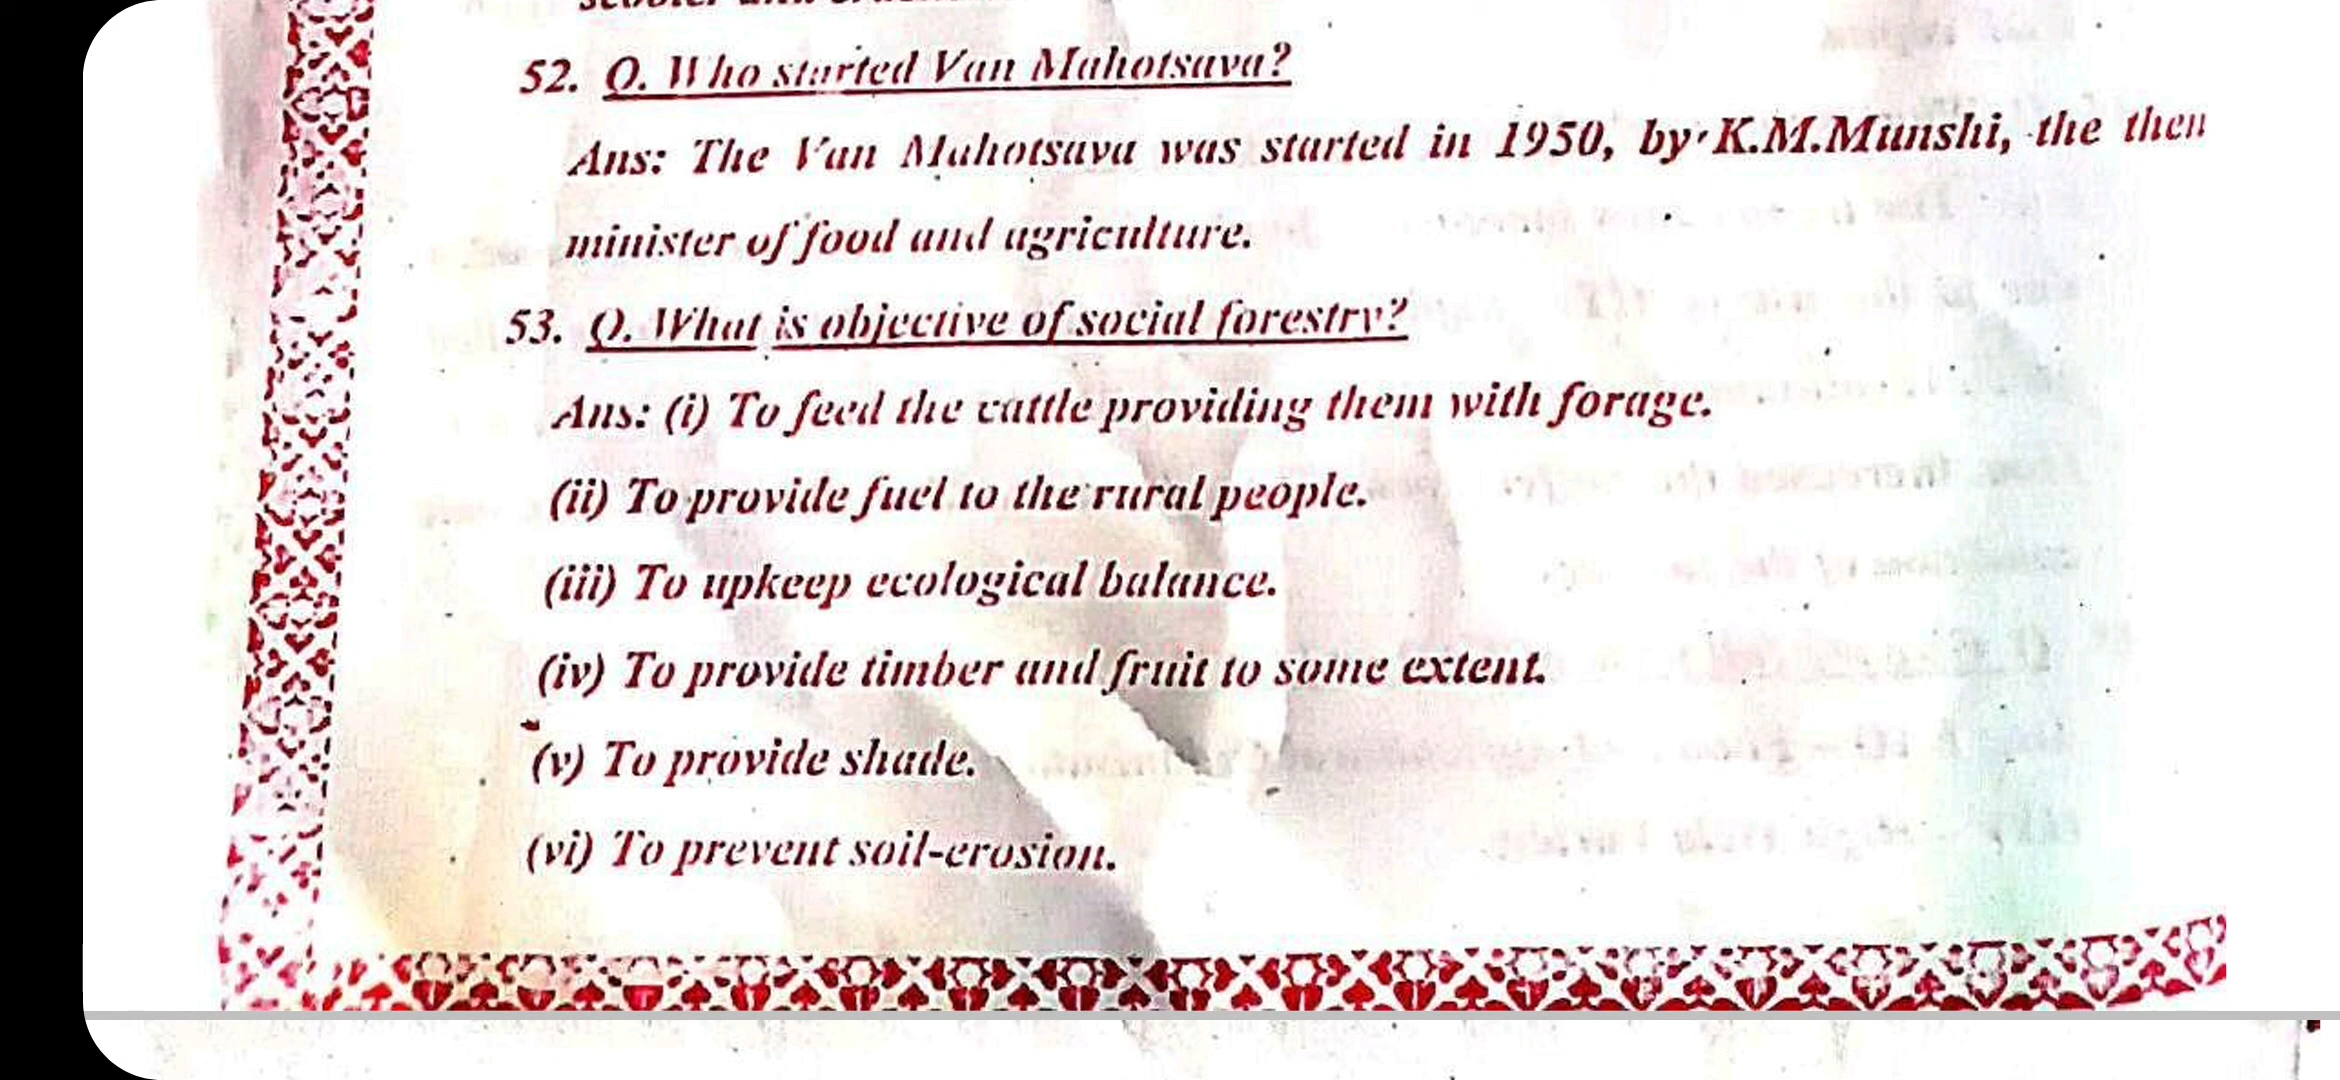 52. Q. Who started Van Mahotsava?
Ans: The Van Mahotsava was started in 1950, by K.M.Munshi, the then
minister of food and agriculture.
53. Q. What is objective of social forestry?
Ans: (i) To feed the cattle providing them with forage.
(ii) To provide fuel to the rural people.
(iii) To upkeep ecological balance.
(iv) To provide timber and fruit to some extent.
(v) To provide shade.
(vi) To prevent soil-erosion.